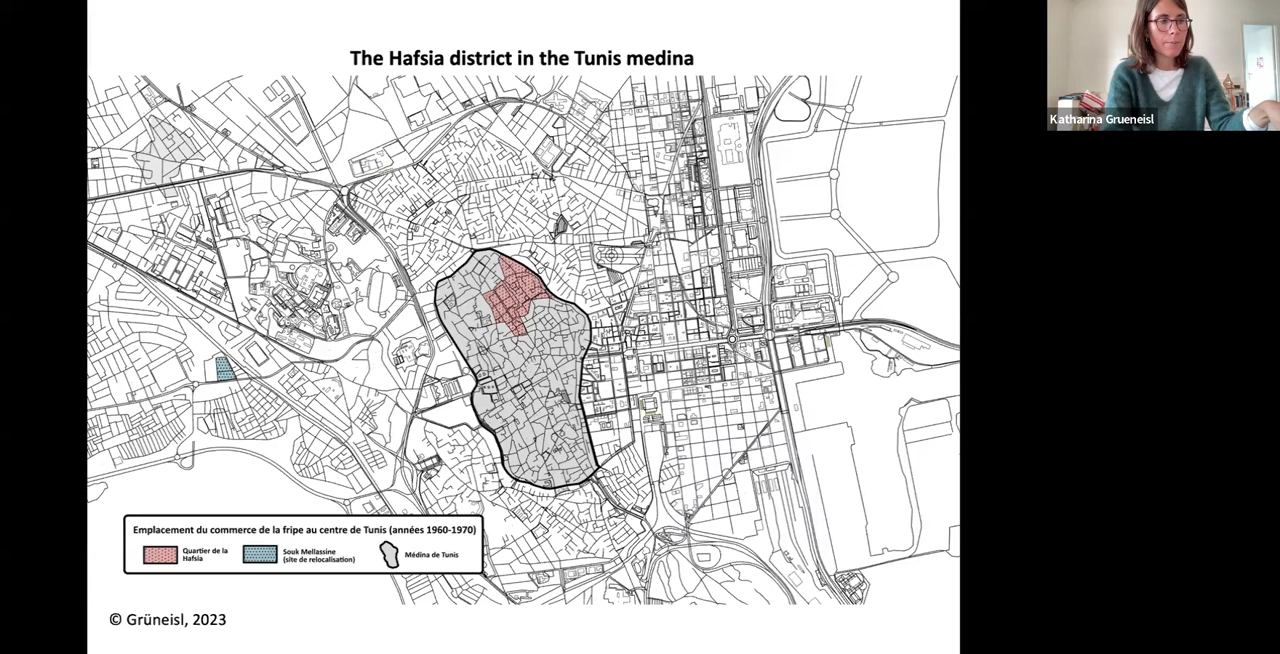 The Hafsia district in the Tunis medina
Katharina Grueneisl
Emplacement du commerce de la fripe au centre de Tunis (années 1960-1970)
Quartier de la
Hafsia
Souk Mellassine
(site de relocalisation)
Médina de Tunis
© Grüneisl, 2023